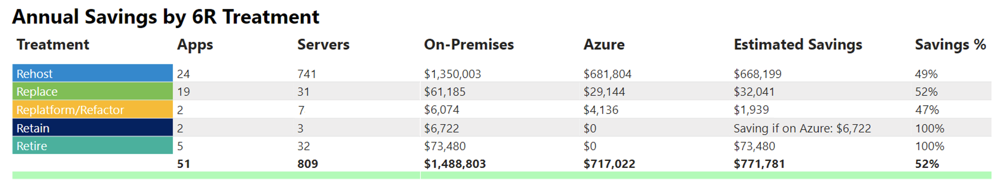 Annual Savings by 6R Treatment
Treatment Apps Servers On-Premises Azure Estimated Savings Savings %
Rehost 24 741 $1,350,003 $681,804 $668,199 49%
Replace 19 31 $61,185 $29,144 $32,041 52%
Replatform/Refactor 2 7 $6,074 $4,136 $1,939 47%
Retain 2 3 $6,722 $0 Saving if on Azure: $6,722 100%
Retire 5 32 $73,480 $0 $73,480 100%
51 809 $1,488,803 $717,022 $771,781 52%